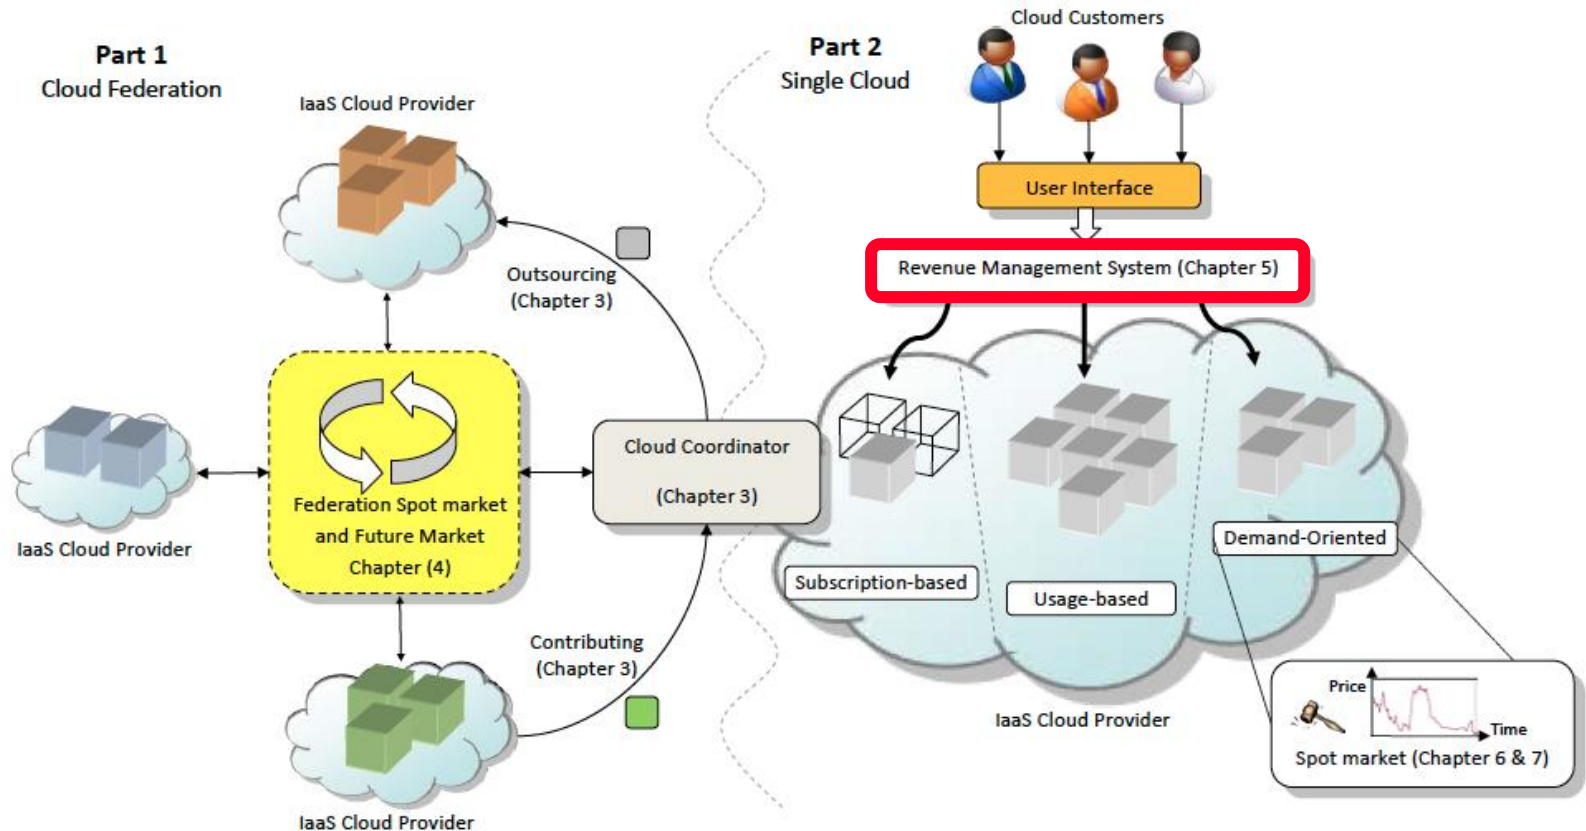 Part 1
Cloud Federation
IaaS Cloud Provider
Outsourcing
(Chapter 3)
IaaS Cloud Provider
Federation Spot market
and Future Market
Chapter (4)
Cloud Coordinator
(Chapter 3)
Contributing
(Chapter 3)
IaaS Cloud Provider
Part 2
Single Cloud
Cloud Customers
User Interface
Revenue Management System (Chapter 5)
Subscription-based
Usage-based
Demand-Oriented
IaaS Cloud Provider
Price
Time
Spot market (Chapter 6 & 7)